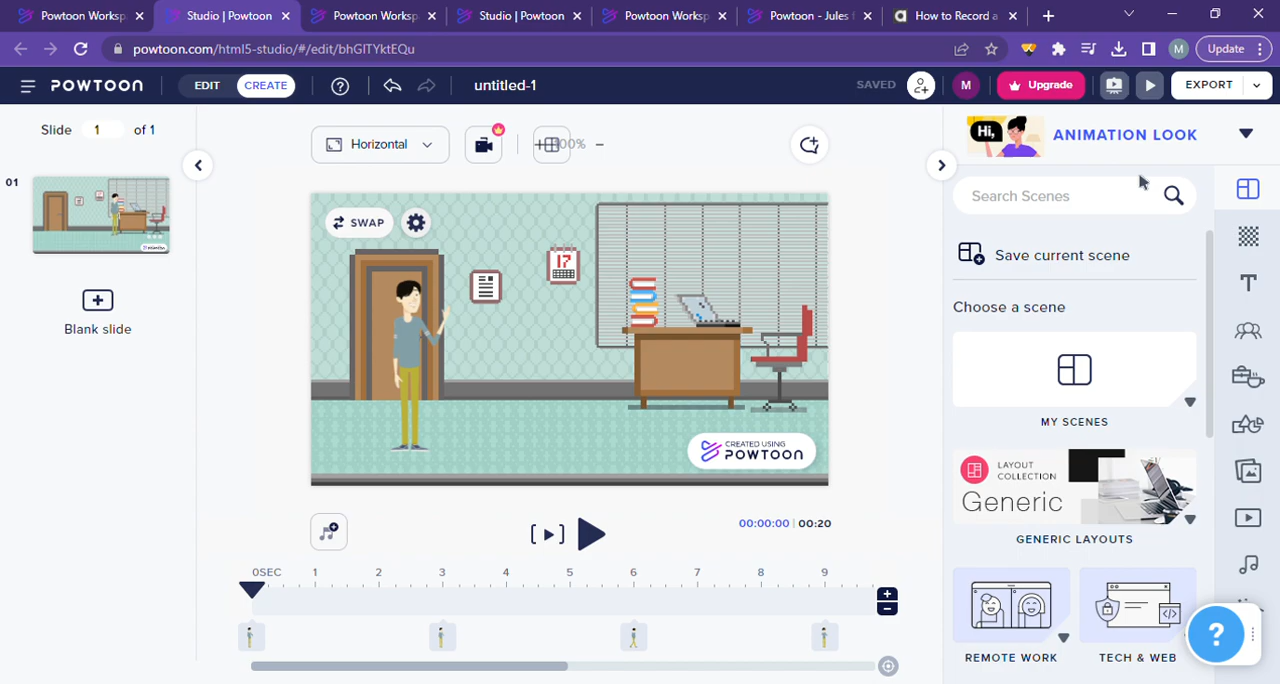 Powtoon Worksp
Studio | Powtoon
Powtoon Worksp
Studio | Powtoon
Powtoon Worksp
Powtoon - Jules f
How to Record a
powtoon.com/html5-studio/#/edit/bhGITYktEQu
M
Update
POWTOON
EDIT
CREATE
?
untitled-1
SAVED
M
Upgrade
EXPORT
Slide 1 of 1
Horizontal
00%
Hi,
ANIMATION LOOK
Search Scenes
01
SWAP
17
Save current scene
Choose a scene
Blank slide
MY SCENES
CREATED USING
POWTOON
LAYOUT
COLLECTION
Generic
GENERIC LAYOUTS
00:00:00 | 00:20
0SEC 1 2 3 4 5 6 7 8 9
REMOTE WORK
TECH & WEB
?